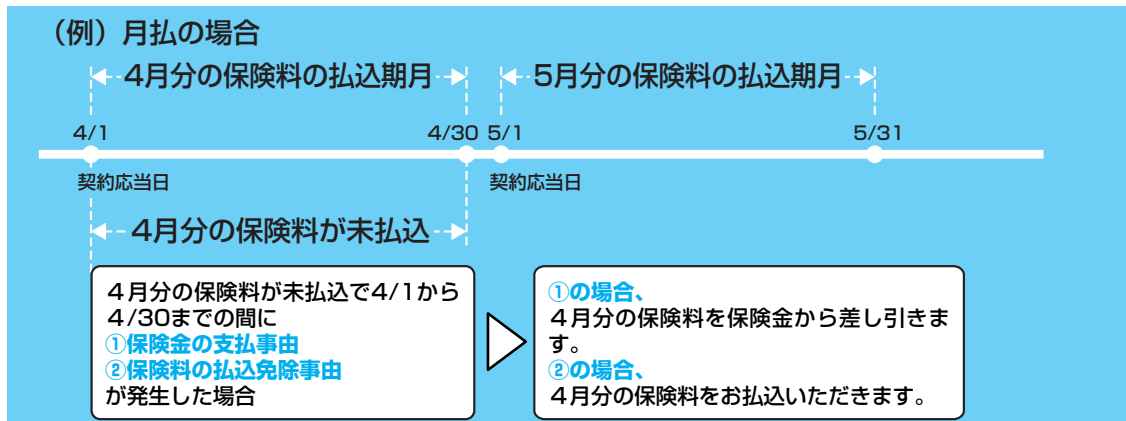 (例)月払の場合
4月分の保険料の払込期月 5月分の保険料の払込期月
4/1 4/30 5/1 5/31
契約応当日 契約応当日
4月分の保険料が未払込
4月分の保険料が未払込で4/1から
4/30までの間に
①保険金の支払事由
②保険料の払込免除事由
が発生した場合
①の場合、
4月分の保険料を保険金から差し引きま
す。
②の場合、
4月分の保険料をお払込いただきます。